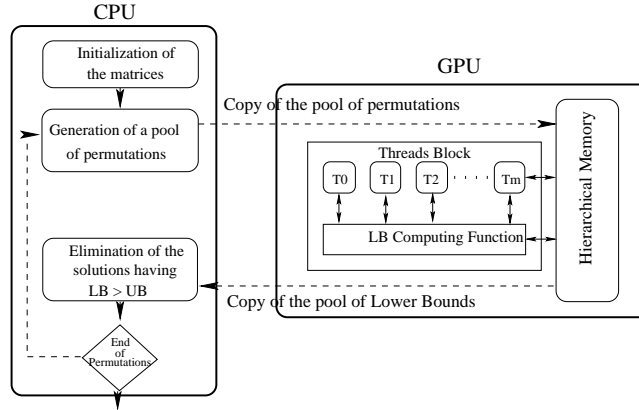 CPU
Initialization of
the matrices
Generation of a pool
of permutations
Elimination of the
solutions having
LB > UB
End
of
Permutations
Copy of the pool of permutations
Copy of the pool of Lower Bounds
GPU
Threads Block
T0 T1 T2 ...... Tm
LB Computing Function
Hierarchical Memory